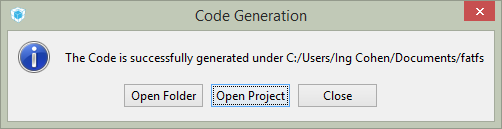 Code Generation
The Code is successfully generated under C:/Users/Ing Cohen/Documents/fatfs
Open Folder Open Project Close